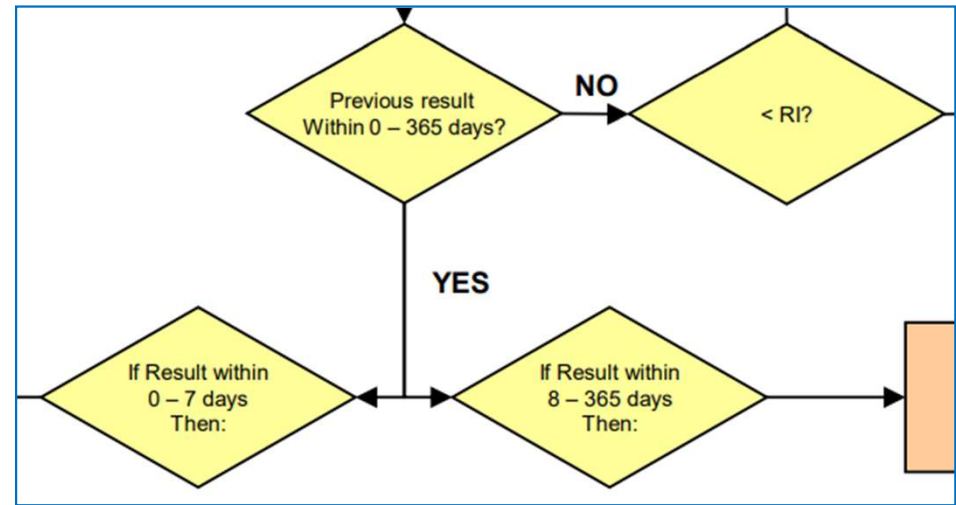 Previous result
Within 0 – 365 days?
NO
< RI?
YES
If Result within
0 – 7 days
Then:
If Result within
8 – 365 days
Then: